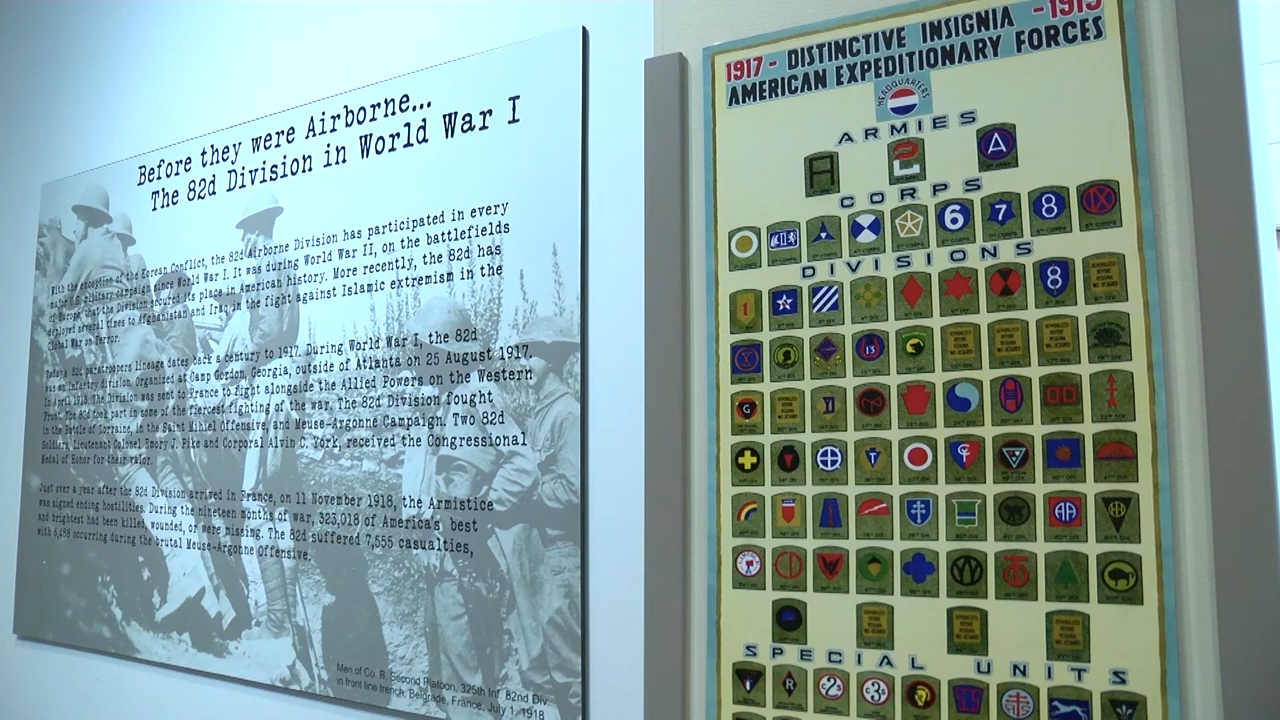 Before they were Airborne...
The 82d Division in World War I
With the exception of the Korean Conflict, the 82d Airborne Division has participated in every
major U.S. military campaign since World War I. It was during World War II, on the battlefields
of Europe, that the Division secured its place in American history. More recently, the 82d has
deployed several times to Afghanistan and Iraq in the fight against Islamic extremism in the
Global War on Terror.
Today's 82d paratroopers lineage dates back a century to 1917. During World War I, the 82d
was an infantry division. Organized at Camp Gordon, Georgia, outside of Atlanta on 25 August 1917.
In April 1918, the Division was sent to France to fight alongside the Allied Powers on the Western
Front. The 82d took part in some of the fiercest fighting of the war. The 82d Division fought
in the Battle of Lorraine, in the Saint Mihiel Offensive, and Meuse-Argonne Campaign. Two 82d
Soldiers, Lieutenant Colonel Emory J. Pike and Corporal Alvin C. York, received the Congressional
Medal of Honor for their valor.
Just over a year after the 82d Division arrived in France, on 11 November 1918, the Armistice
was signed ending hostilities. During the nineteen months of war, 323,018 of America's best
and brightest had been killed, wounded, or were missing. The 82d suffered 7,555 casualties,
with 6,488 occurring during the brutal Meuse-Argonne Offensive.
Men of Co. B, Second Platoon, 325th Inf. 82nd Div.
in front line trench, Belgrade, France, July 1, 1918
1917 - DISTINCTIVE INSIGNIA - 1919
AMERICAN EXPEDITIONARY FORCES
HEADQUARTERS
ARMIES
A 2 A
CORPS
6 7 8 IX
DIVISIONS
1 8
13
G
AA
SPECIAL UNITS
R 2 3